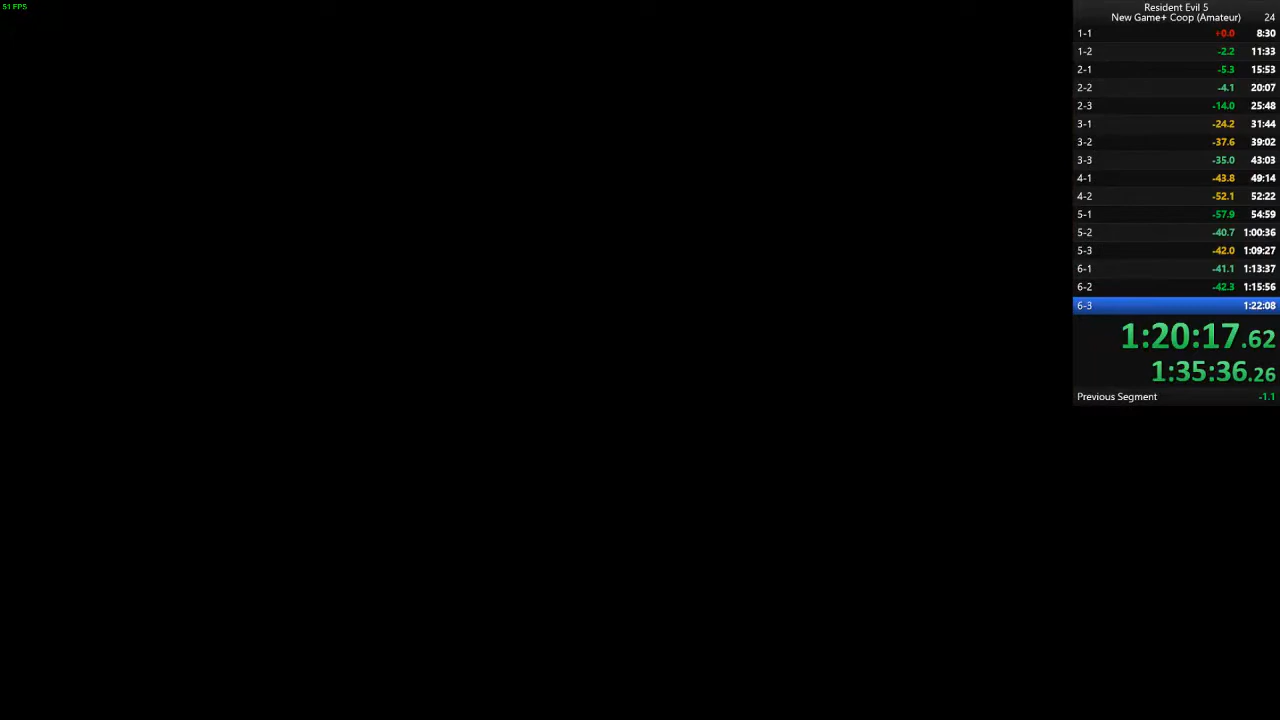 51 FPS
Resident Evil 5
New Game+ Coop (Amateur) 24
1-1 +0.0 8:30
1-2 -2.2 11:33
2-1 -5.3 15:53
2-2 -4.1 20:07
2-3 -14.0 25:48
3-1 -24.2 31:44
3-2 -37.6 39:02
3-3 -35.0 43:03
4-1 -43.8 49:14
4-2 -52.1 52:22
5-1 -57.9 54:59
5-2 -40.7 1:00:36
5-3 -42.0 1:09:27
6-1 -41.1 1:13:37
6-2 -42.3 1:15:56
6-3 1:22:08
1:20:17.62
1:35:36.26
Previous Segment -1.1